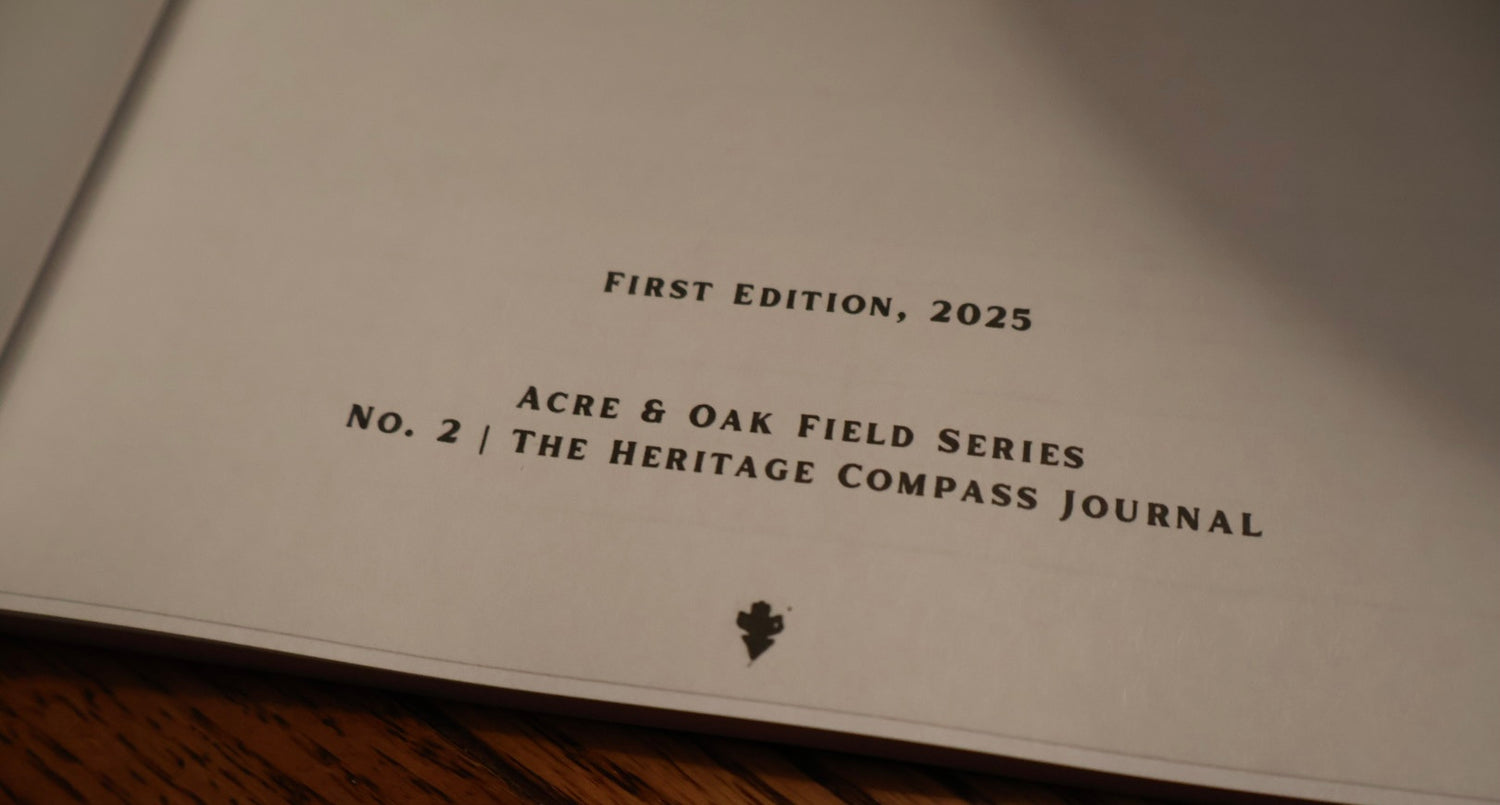 First Edition, 2025
Acre & Oak Field Series
No. 2 | The Heritage Compass Journal